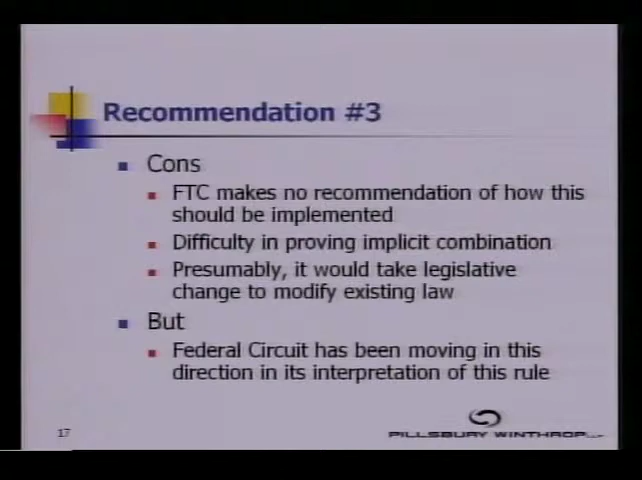 Recommendation #3
Cons
FTC makes no recommendation of how this
should be implemented
Difficulty in proving implicit combination
Presumably, it would take legislative
change to modify existing law
But
Federal Circuit has been moving in this
direction in its interpretation of this rule
17
PILLSBURY WINTHROP LLP